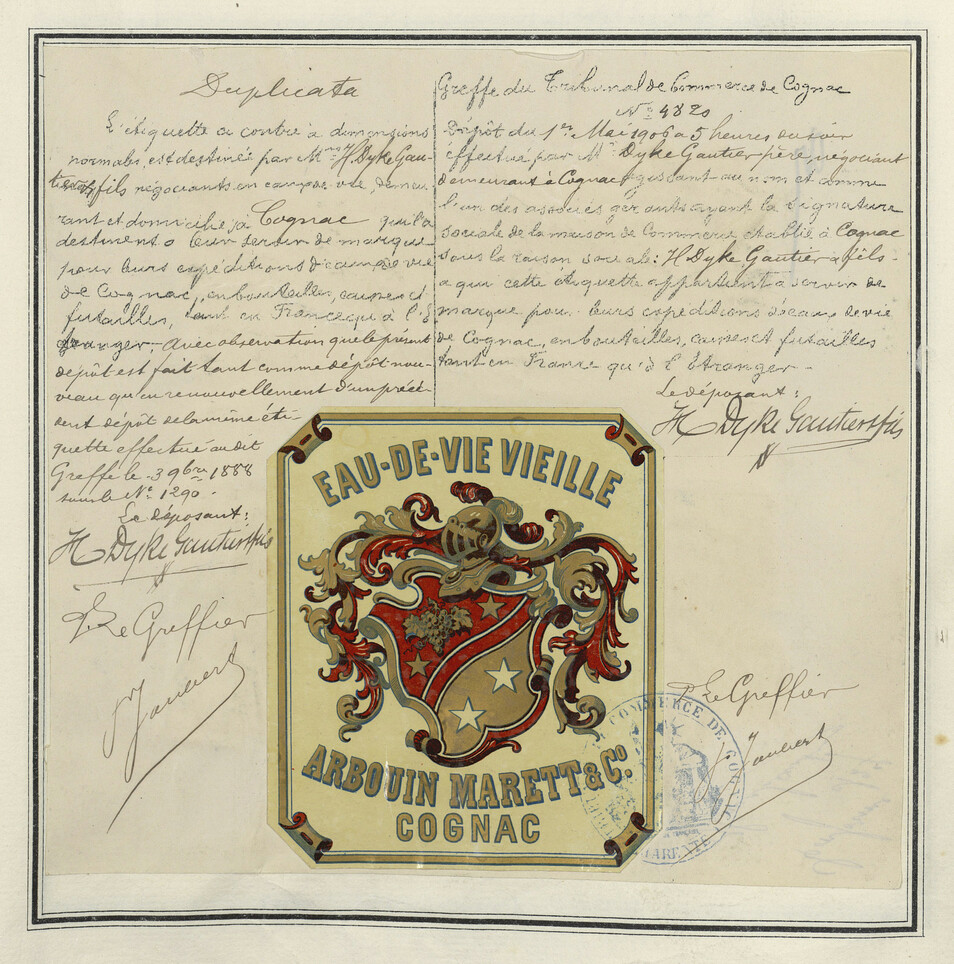 Duplicata
L'étiquette ci contre à dimensions
normales, est destinée par Mrs H Dyke Gau-
tier & fils négociants en eaux de vie, demeu-
rant et domiciliés à Cognac qui la
destinent à leur servir de marque
pour leurs expéditions d'eau de vie
de Cognac, en bouteilles, caisses et
futailles, tant en France qu'à l'É
tranger, Avec observation que le présent
dépôt est fait tant comme dépôt nou-
veau qu'en renouvellement d'un précé-
dent dépôt de la même éti-
quette effectué au dit
Greffe le 3 9bre 1888
sous le No 1290.
Le déposant:
H Dyke Gautier & fils
P. Le Greffier
Greffe du Tribunal de Commerce de Cognac
No 4820
Dépôt du 1er Mai 1906 à 5 heures du soir
effectué par Mr Dyke Gautier père, négociant
demeurant à Cognac, agissant au nom et comme
l'un des associés gérants ayant la signature
sociale de la maison de Commerce établie à Cognac
sous la raison sociale: H Dyke Gautier & fils
à qui cette étiquette appartient à servir de
marque pour leurs expéditions d'eaux de vie
de Cognac, en bouteilles, caisses et futailles
tant en France qu'à l'Étranger
Le déposant:
H Dyke Gautier & fils
P. Le Greffier
EAU-DE-VIE VIEILLE
ARBOUIN MARETT & Co.
COGNAC
COMMERCE DE COGNAC